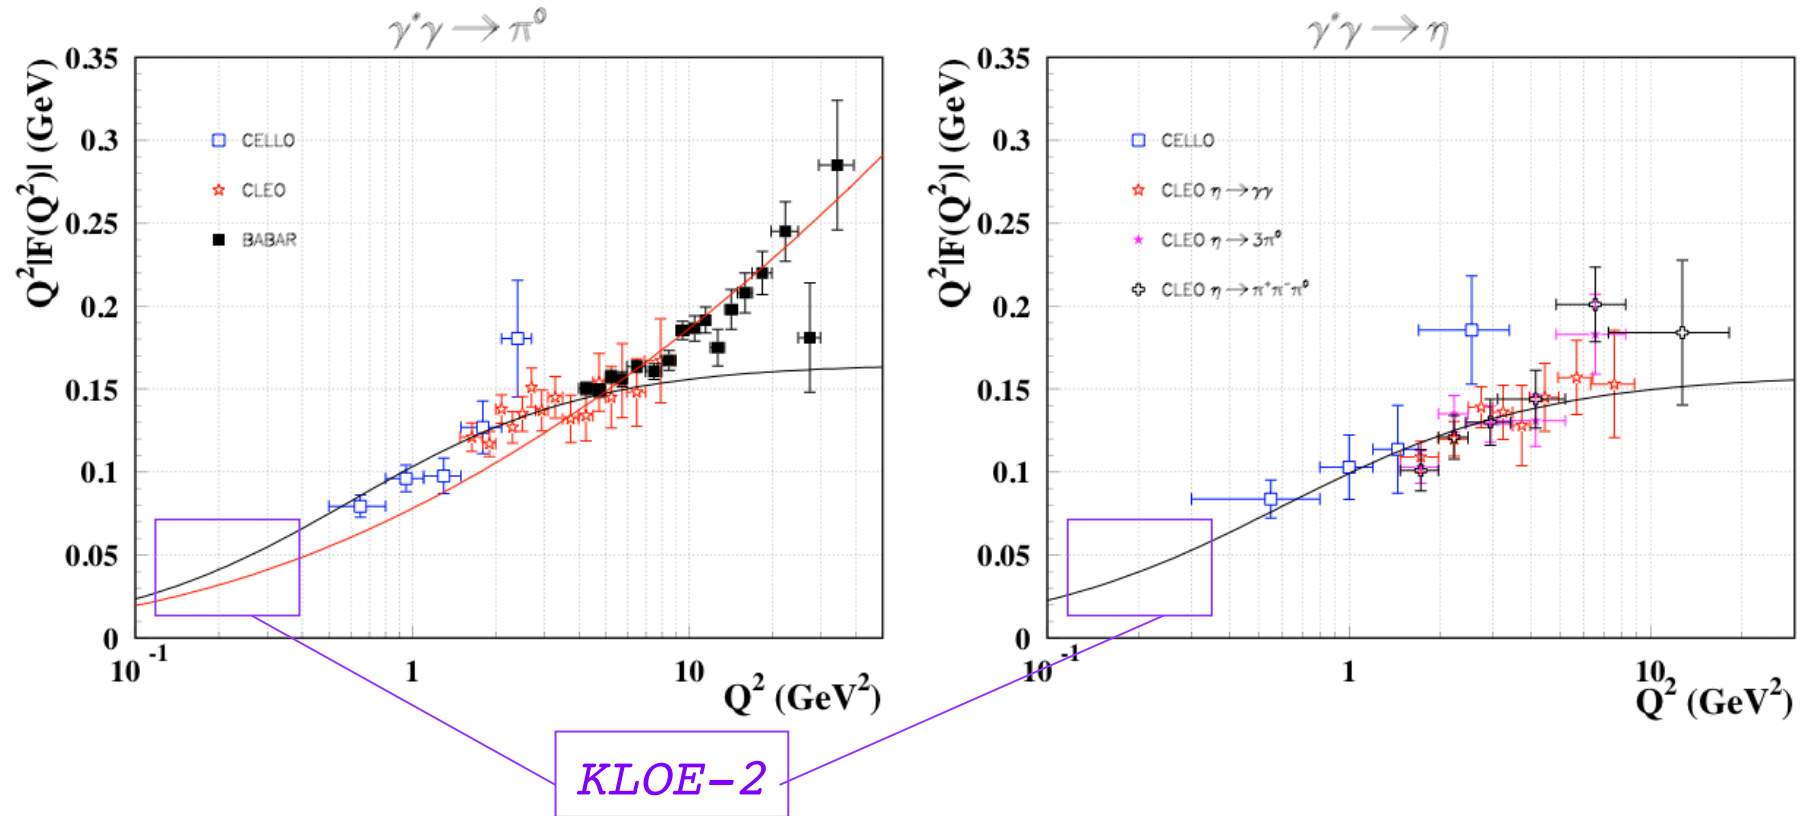 γ*γ → π⁰
Q²|F(Q²)| (GeV)
0.35
0.3
0.25
0.2
0.15
0.1
0.05
0
CELLO
CLEO
BABAR
10⁻¹
1
10
Q² (GeV²)
γ*γ → η
Q²|F(Q²)| (GeV)
0.35
0.3
0.25
0.2
0.15
0.1
0.05
0
CELLO
CLEO η→γγ
CLEO η→3π⁰
CLEO η→π⁺π⁻π⁰
10⁻¹
1
10
Q² (GeV²)
KLOE-2